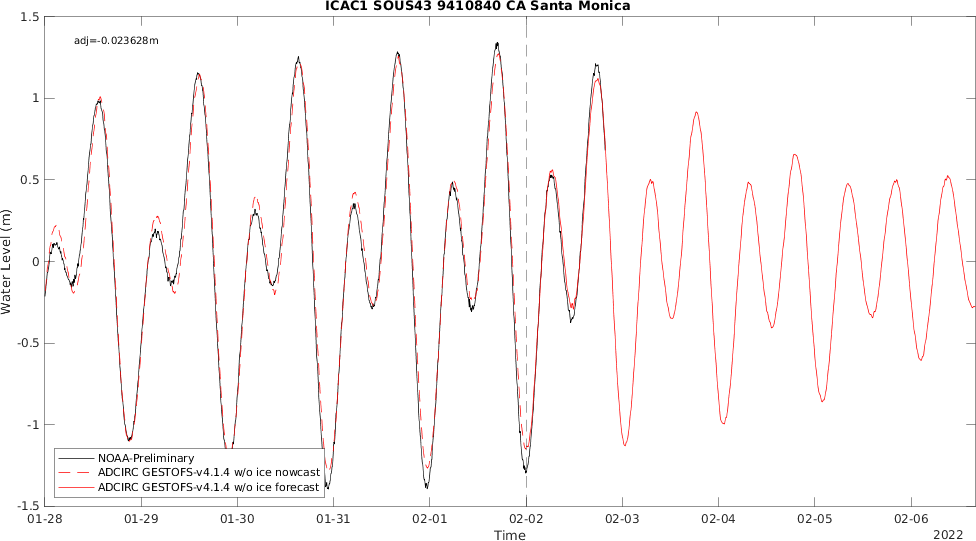 ICAC1 SOUS43 9410840 CA Santa Monica
1.5
adj=-0.023628m
1
0.5
0
-0.5
-1
-1.5
Water Level (m)
NOAA-Preliminary
ADCIRC GESTOFS-v4.1.4 w/o ice nowcast
ADCIRC GESTOFS-v4.1.4 w/o ice forecast
01-28 01-29 01-30 01-31 02-01 02-02 02-03 02-04 02-05 02-06
Time
2022